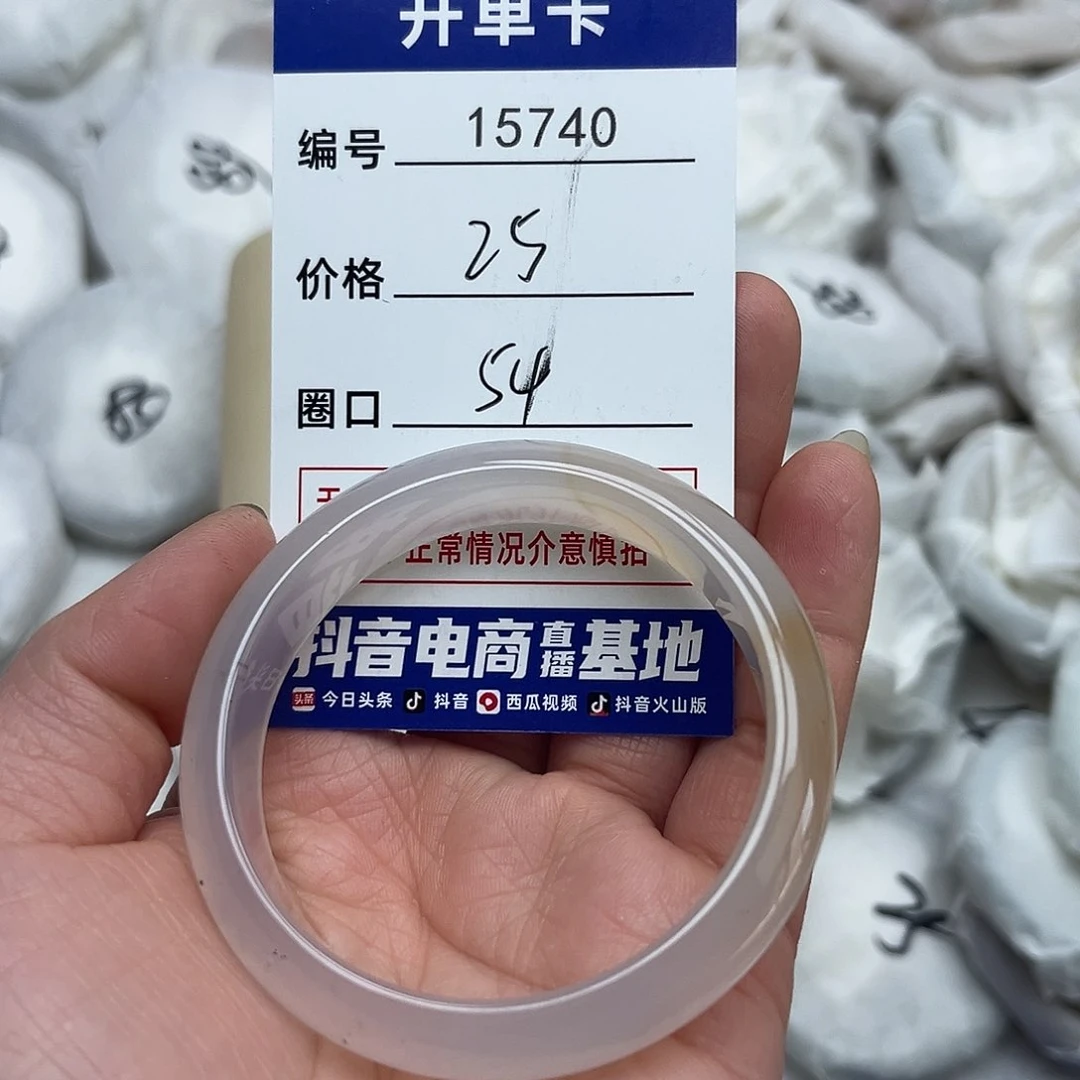 开单卡
编号 15740
价格 25
圈口 54
正常情况介意慎拍
抖音电商直播基地
今日头条 抖音 西瓜视频 抖音火山版
80